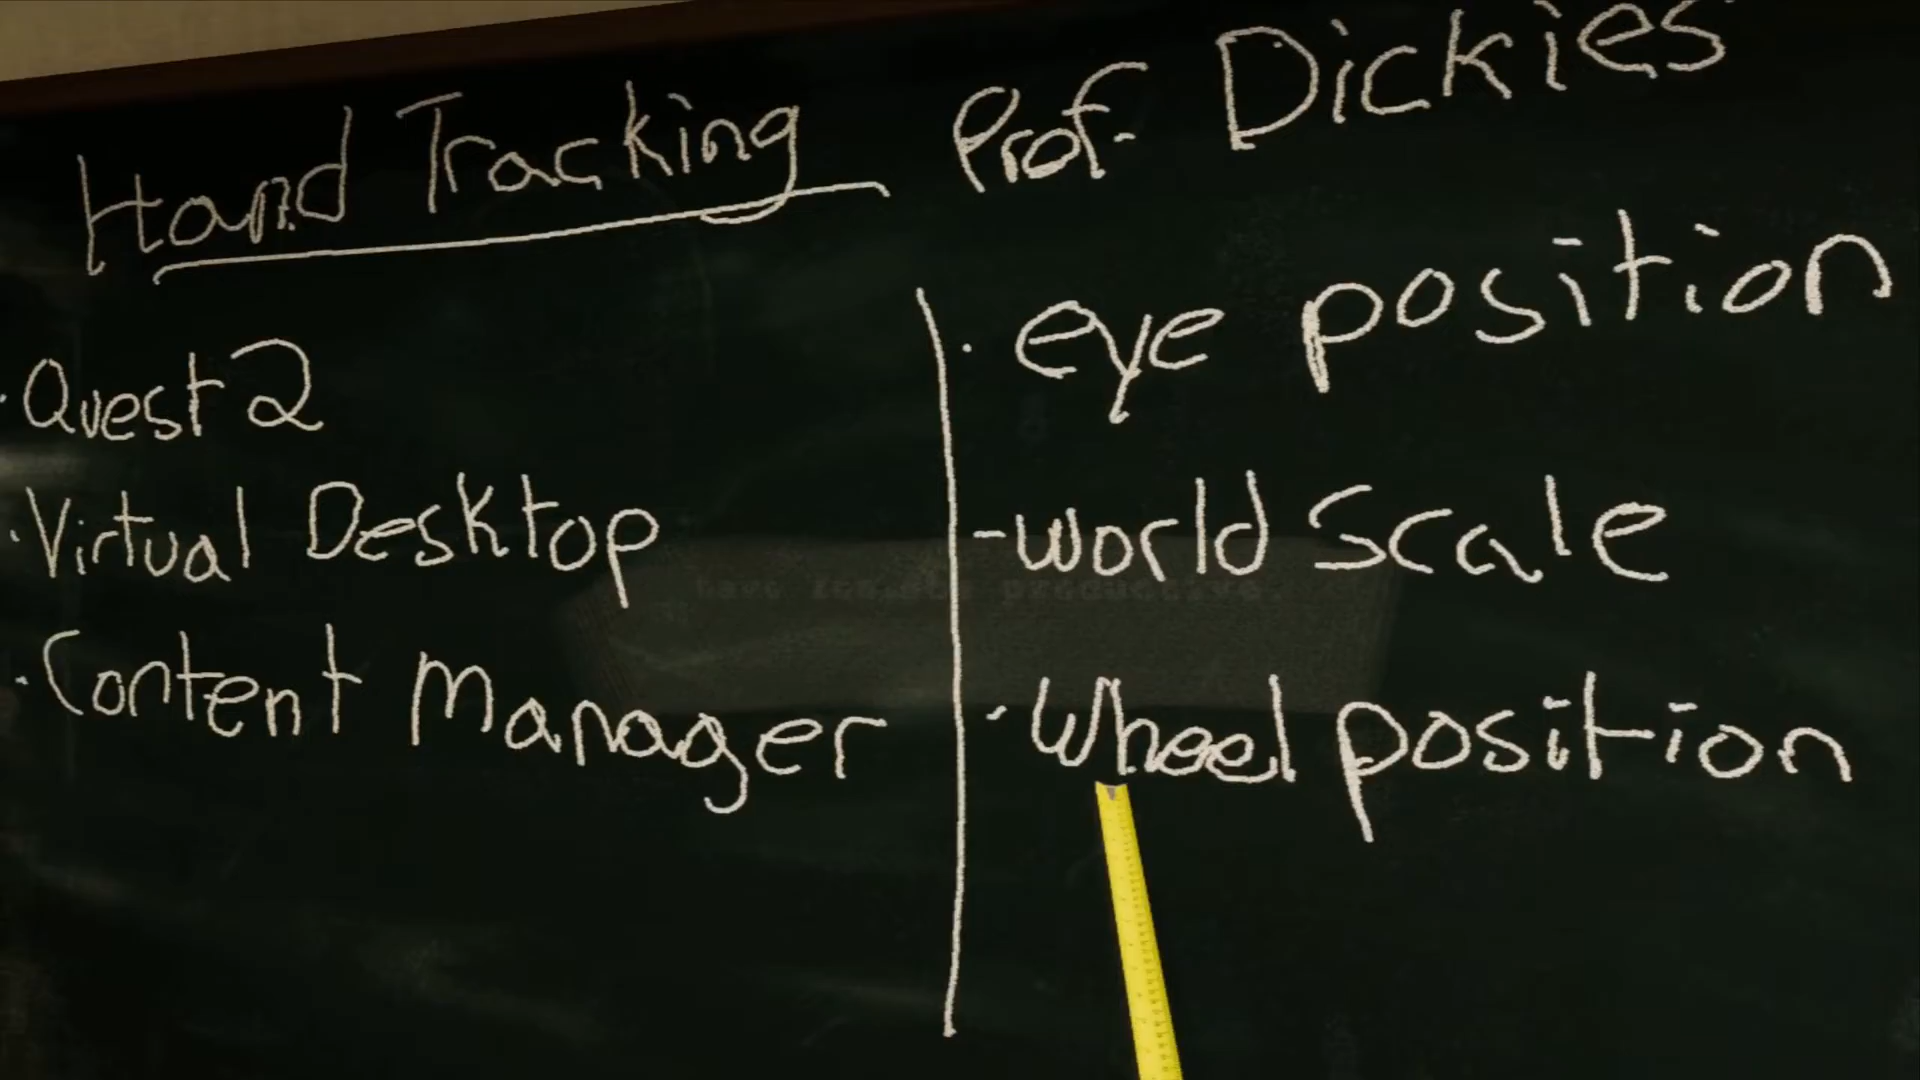 Hand Tracking Prof. Dickies
· Quest 2
· Virtual Desktop
· Content Manager
· eye position
- world scale
· Wheel position